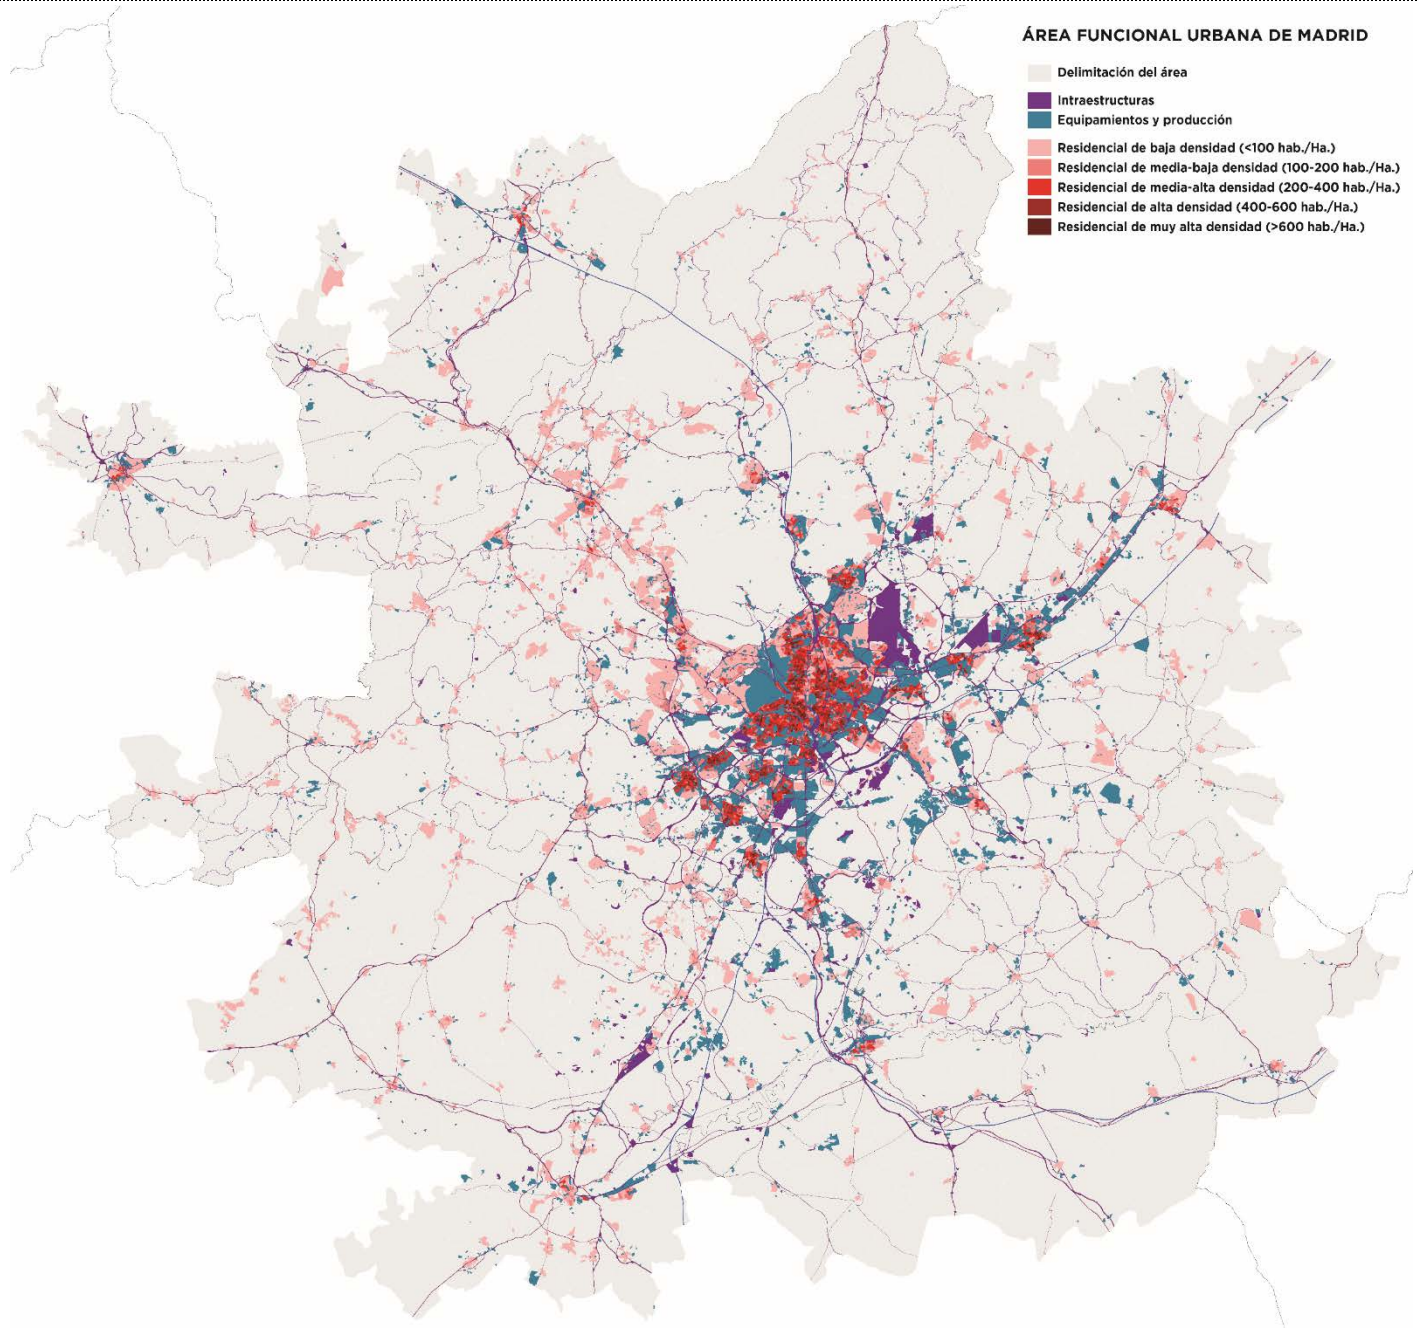 ÁREA FUNCIONAL URBANA DE MADRID
Delimitación del área
Intraestructuras
Equipamientos y producción
Residencial de baja densidad (<100 hab./Ha.)
Residencial de media-baja densidad (100-200 hab./Ha.)
Residencial de media-alta densidad (200-400 hab./Ha.)
Residencial de alta densidad (400-600 hab./Ha.)
Residencial de muy alta densidad (>600 hab./Ha.)